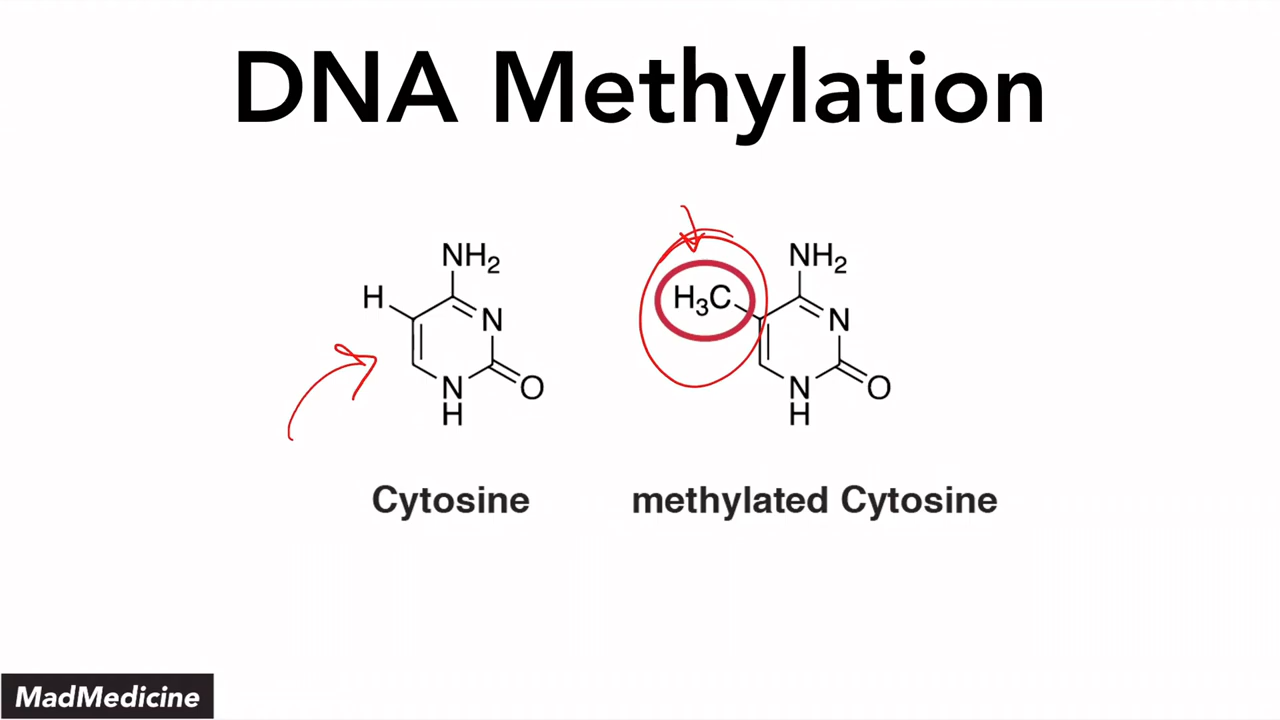 DNA Methylation
NH₂
H
N
N
H
O
NH₂
H₃C
N
N
H
O
Cytosine
methylated Cytosine
MadMedicine